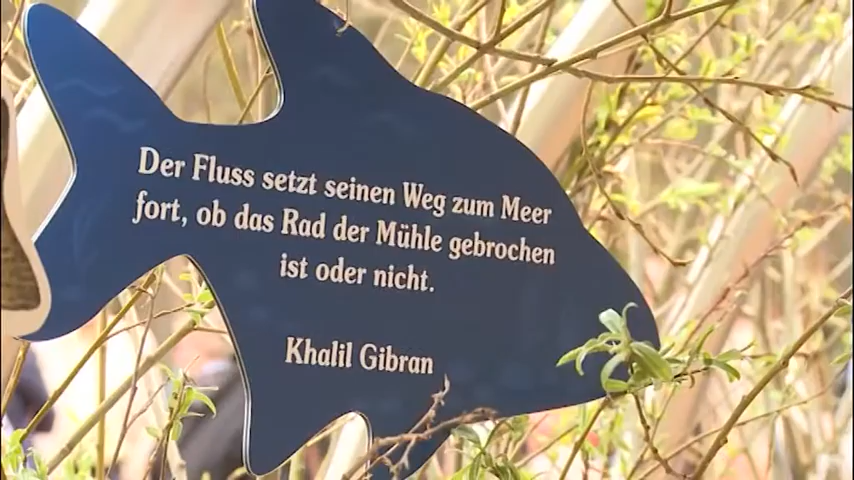 Der Fluss setzt seinen Weg zum Meer
fort, ob das Rad der Mühle gebrochen
ist oder nicht.
Khalil Gibran